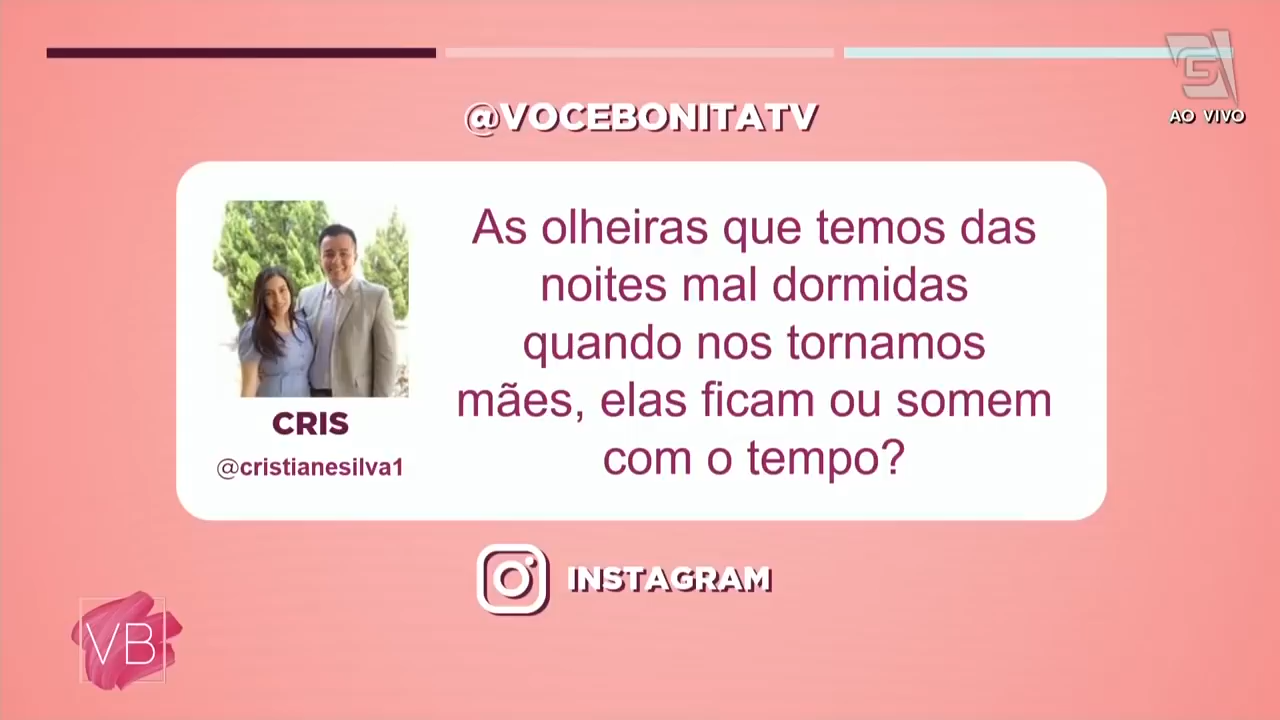 AO VIVO
@VOCEBONITATV
As olheiras que temos das
noites mal dormidas
quando nos tornamos
mães, elas ficam ou somem
com o tempo?
CRIS
@cristianesilva1
INSTAGRAM
VB